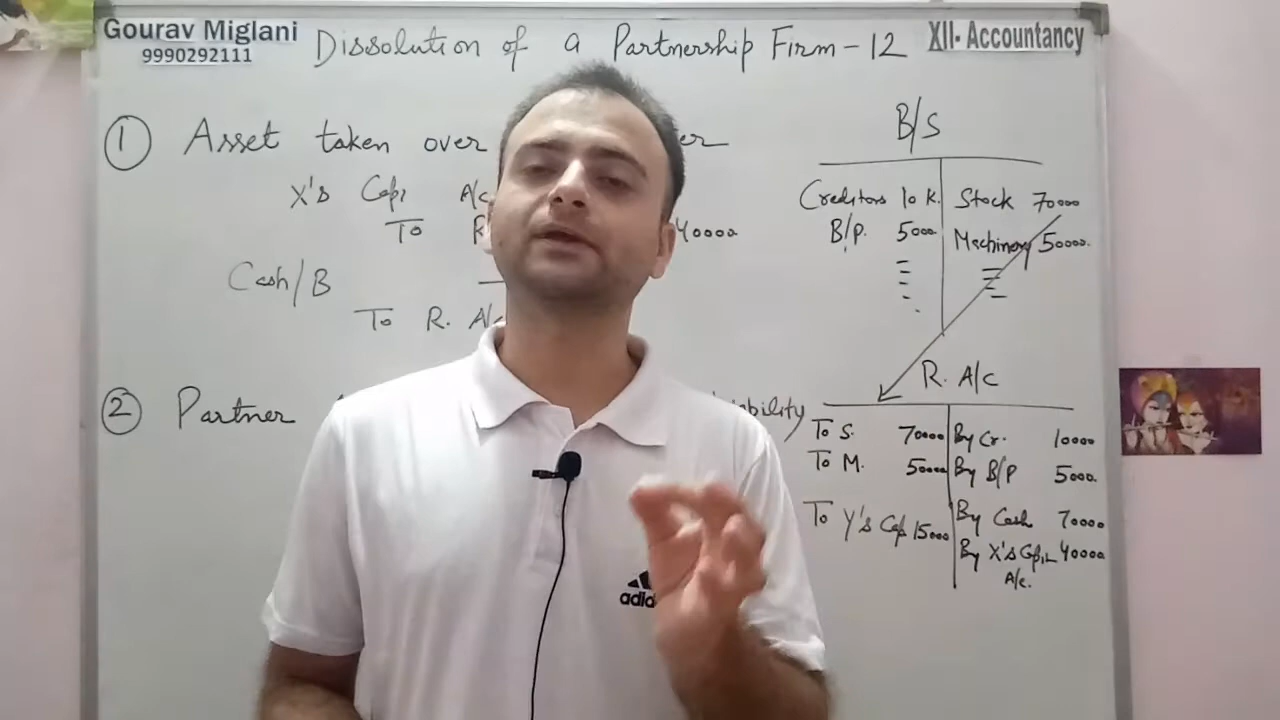 Gourav Miglani
9990292111
Dissolution of a Partnership Firm - 12
XII- Accountancy
① Asset taken over
X's Cap. A/c
To R 40000
Cash/B
To R. A/c
② Partner
B/S
Creditors 10 K. Stock 70000
B/P. 5000 Machinery 50000.
R. A/c
To S. 70000 By Cr. 10000
To M. 50000 By B/P 5000.
To Y's Cap 15000 By Cash 70000
By X's Cap. 40000
A/c.